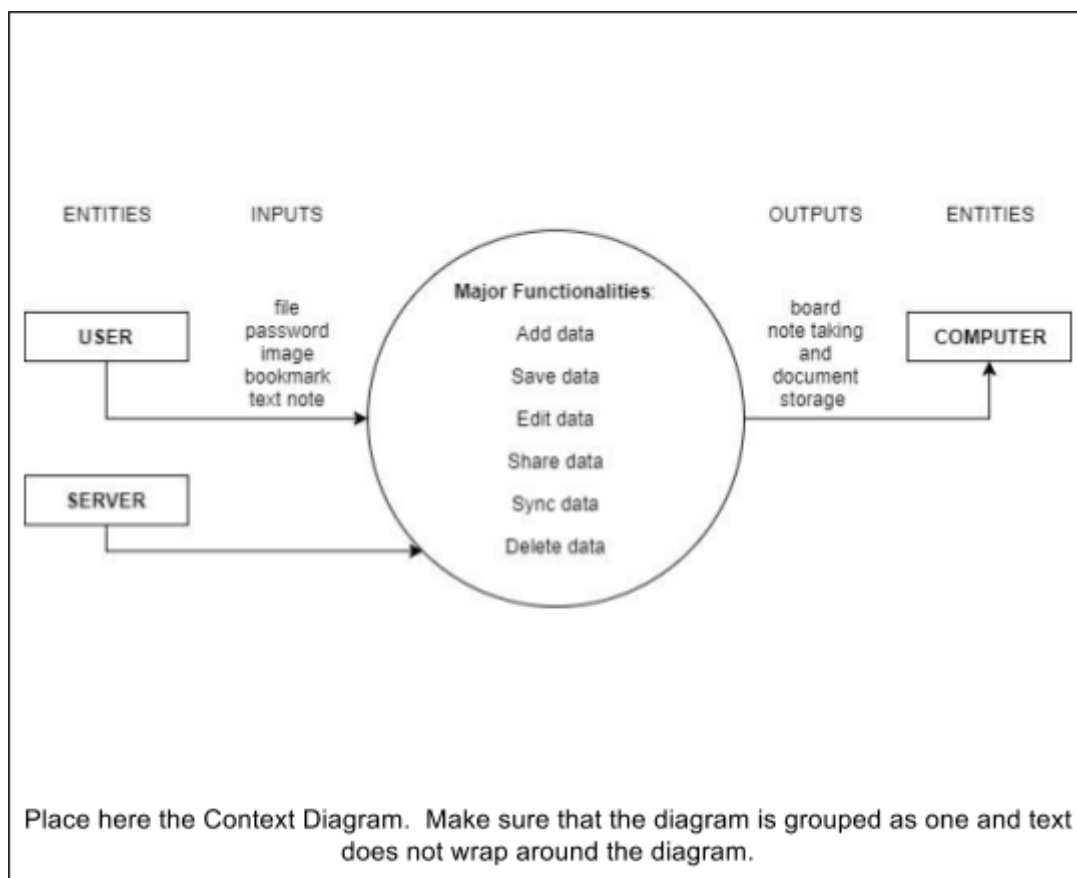 ENTITIES
INPUTS
OUTPUTS
ENTITIES
USER
file
password
image
bookmark
text note
SERVER
Major Functionalities:
Add data
Save data
Edit data
Share data
Sync data
Delete data
board
note taking
and
document
storage
COMPUTER
Place here the Context Diagram.  Make sure that the diagram is grouped as one and text
does not wrap around the diagram.